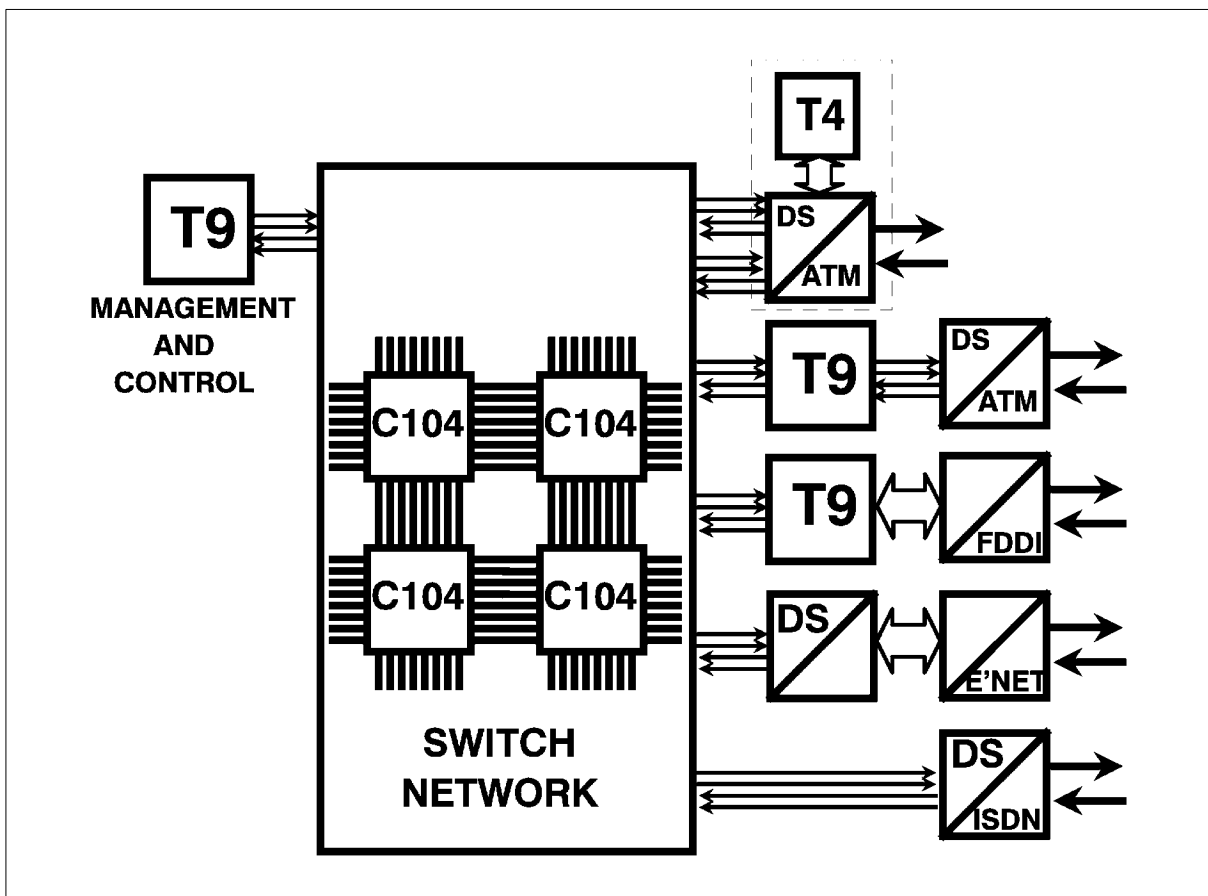 T4
T9
DS
ATM
MANAGEMENT
AND
CONTROL
T9
DS
ATM
C104
C104
T9
FDDI
C104
C104
DS
E'NET
SWITCH
NETWORK
DS
ISDN